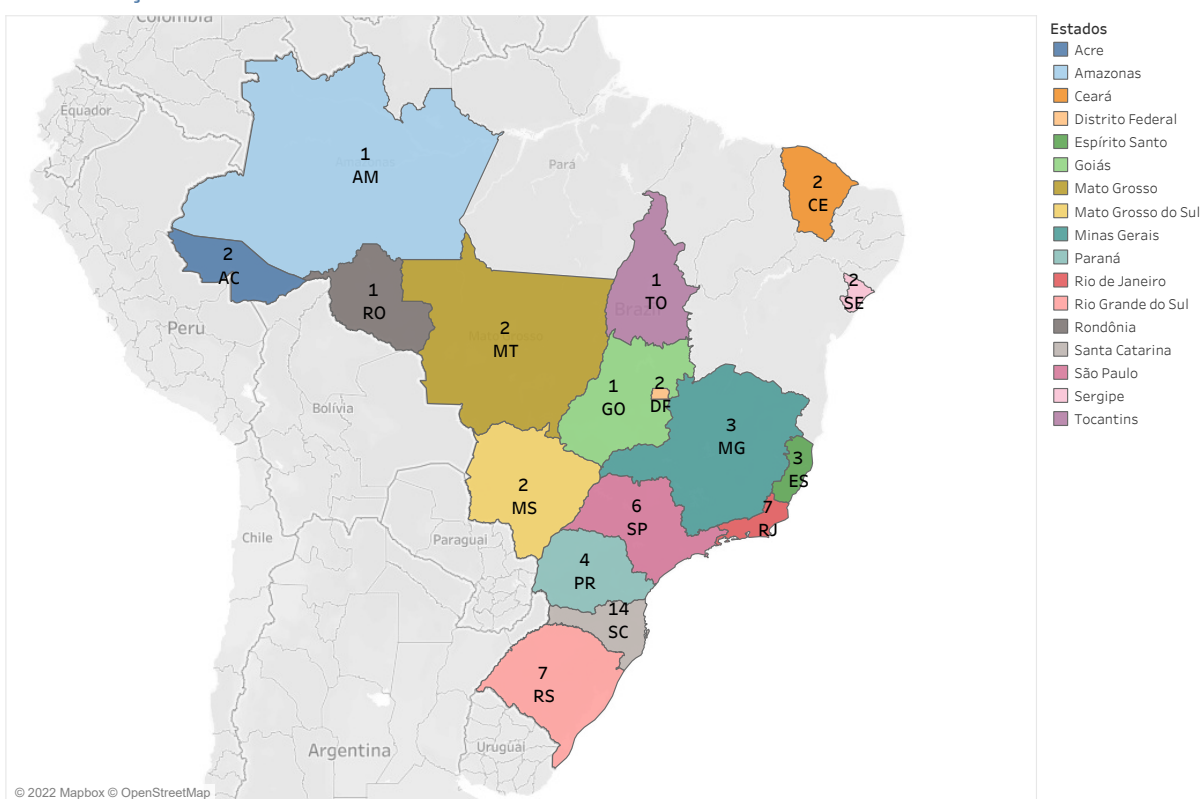 Colombia
Equador
1
AM
Amazonas
Pará
2
CE
2
AC
1
RO
2
MT
Mato Grosso
1
TO
Brazil
2
SE
Peru
Bolívia
1
GO
2
DF
3
MG
3
ES
2
MS
6
SP
7
RJ
Chile
Paraguai
4
PR
14
SC
7
RS
Argentina
Uruguai
© 2022 Mapbox © OpenStreetMap
Estados
Acre
Amazonas
Ceará
Distrito Federal
Espírito Santo
Goiás
Mato Grosso
Mato Grosso do Sul
Minas Gerais
Paraná
Rio de Janeiro
Rio Grande do Sul
Rondônia
Santa Catarina
São Paulo
Sergipe
Tocantins